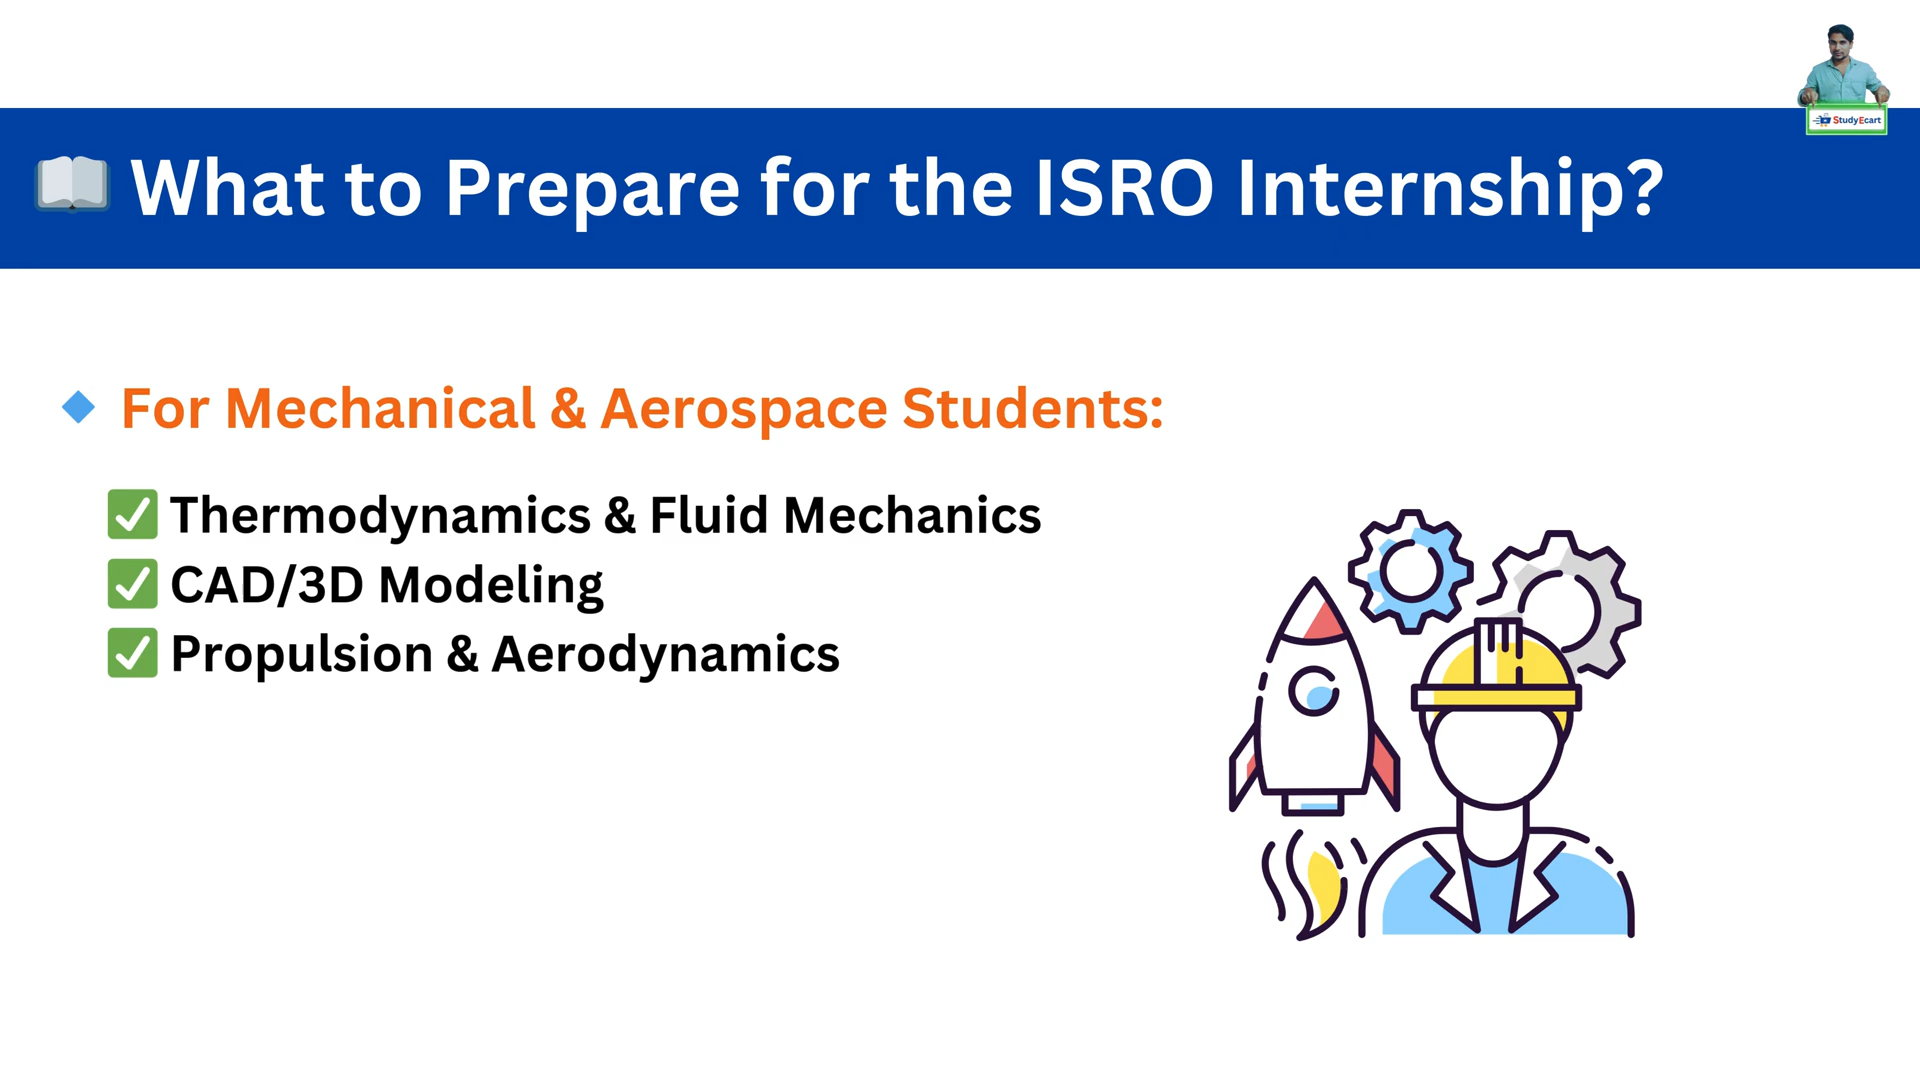 StudyEcart
What to Prepare for the ISRO Internship?
For Mechanical & Aerospace Students:
Thermodynamics & Fluid Mechanics
CAD/3D Modeling
Propulsion & Aerodynamics